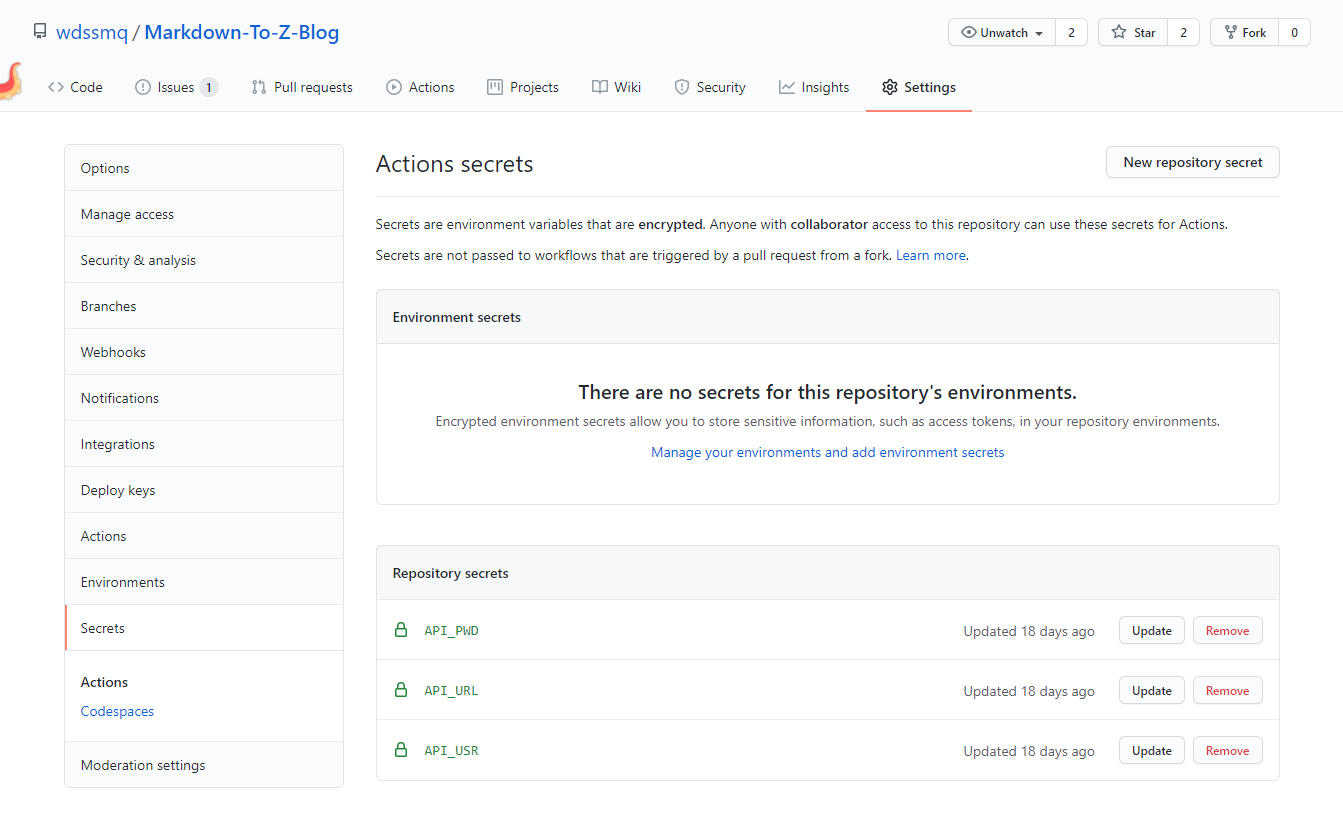 wdssmq / Markdown-To-Z-Blog
Unwatch 2 Star 2 Fork 0
Code Issues 1 Pull requests Actions Projects Wiki Security Insights Settings
Options
Manage access
Security & analysis
Branches
Webhooks
Notifications
Integrations
Deploy keys
Actions
Environments
Secrets
Actions
Codespaces
Moderation settings
Actions secrets
New repository secret
Secrets are environment variables that are encrypted. Anyone with collaborator access to this repository can use these secrets for Actions.
Secrets are not passed to workflows that are triggered by a pull request from a fork. Learn more.
Environment secrets
There are no secrets for this repository's environments.
Encrypted environment secrets allow you to store sensitive information, such as access tokens, in your repository environments.
Manage your environments and add environment secrets
Repository secrets
API_PWD Updated 18 days ago Update Remove
API_URL Updated 18 days ago Update Remove
API_USR Updated 18 days ago Update Remove